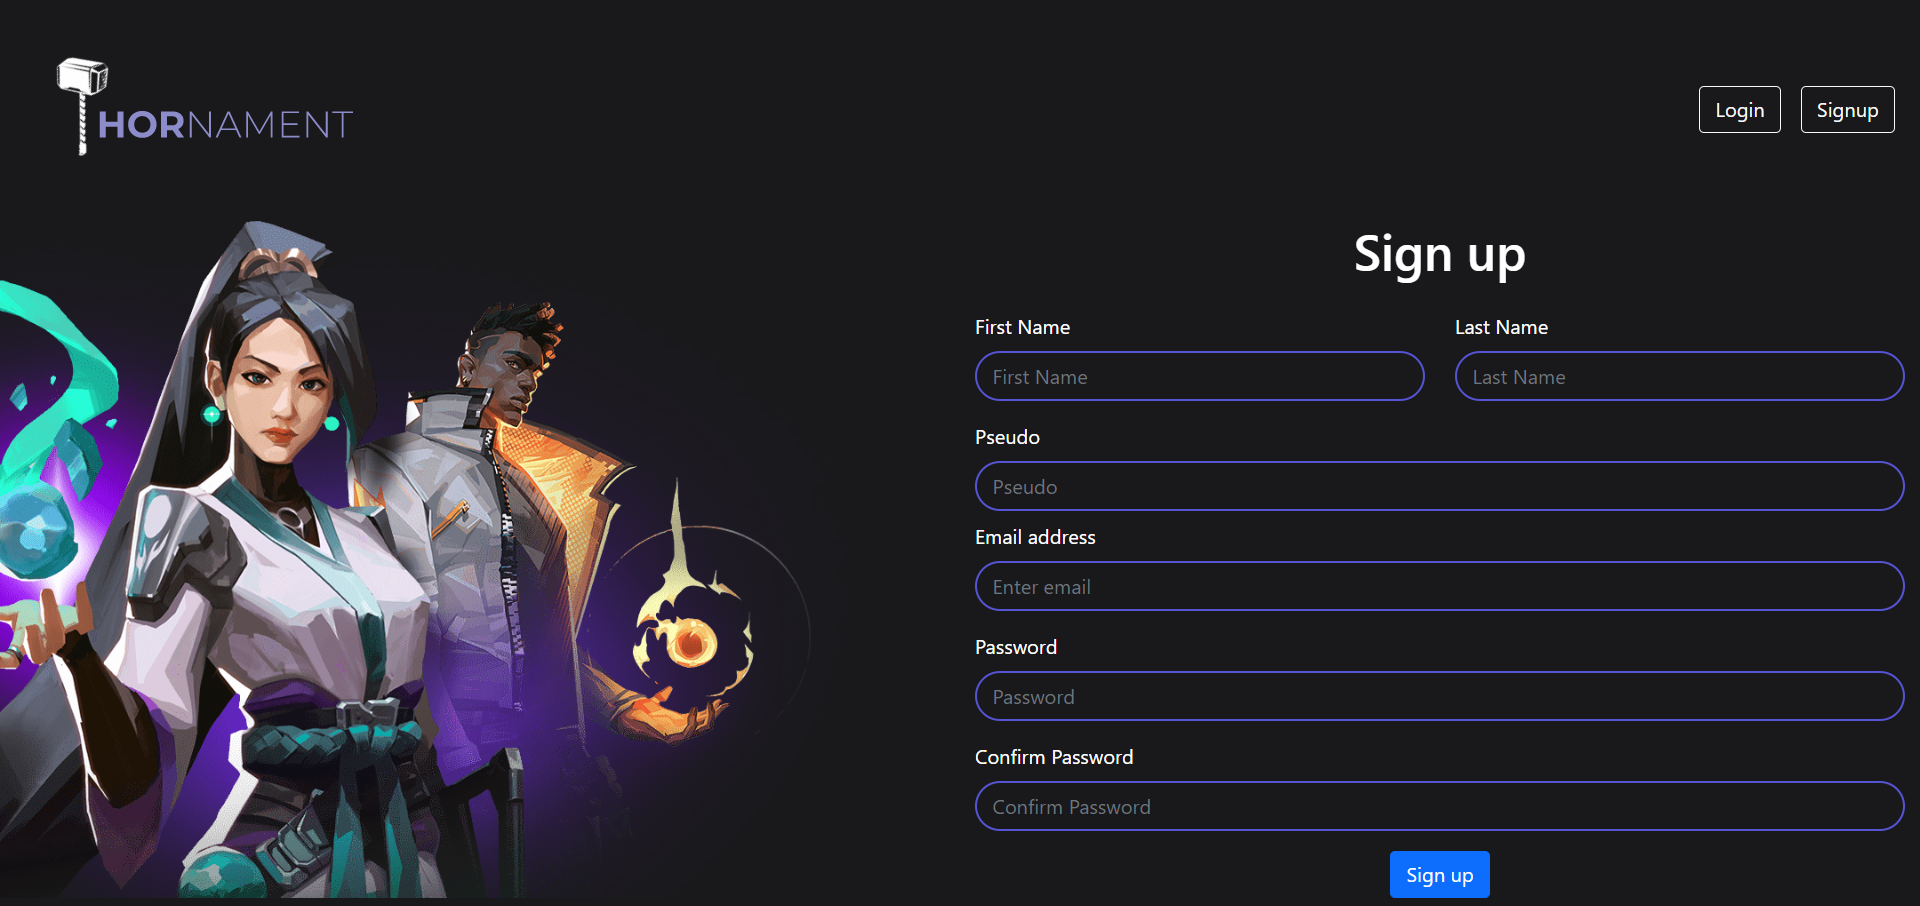 THORNAMENT
Login
Signup
Sign up
First Name
Last Name
First Name
Last Name
Pseudo
Pseudo
Email address
Enter email
Password
Password
Confirm Password
Confirm Password
Sign up